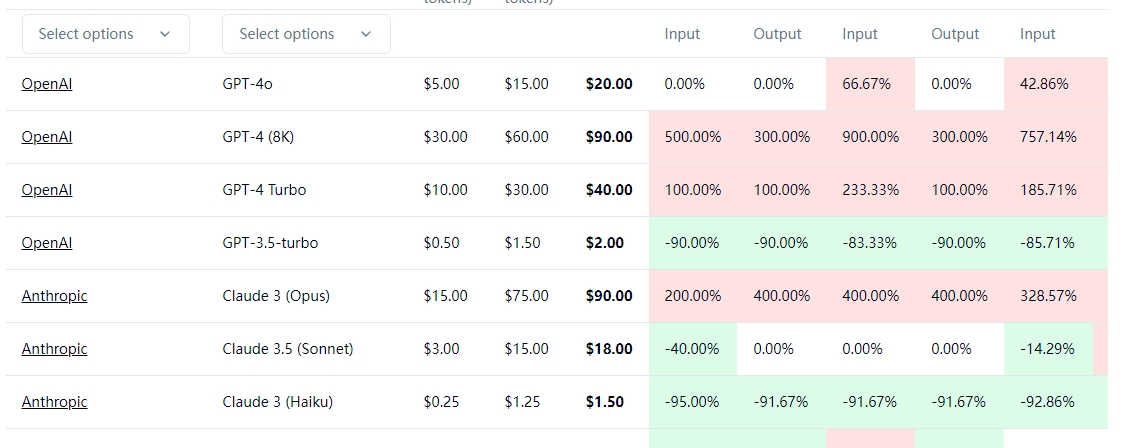 tokens) tokens)
Select options Select options Input Output Input Output Input
OpenAI GPT-4o $5.00 $15.00 $20.00 0.00% 0.00% 66.67% 0.00% 42.86%
OpenAI GPT-4 (8K) $30.00 $60.00 $90.00 500.00% 300.00% 900.00% 300.00% 757.14%
OpenAI GPT-4 Turbo $10.00 $30.00 $40.00 100.00% 100.00% 233.33% 100.00% 185.71%
OpenAI GPT-3.5-turbo $0.50 $1.50 $2.00 -90.00% -90.00% -83.33% -90.00% -85.71%
Anthropic Claude 3 (Opus) $15.00 $75.00 $90.00 200.00% 400.00% 400.00% 400.00% 328.57%
Anthropic Claude 3.5 (Sonnet) $3.00 $15.00 $18.00 -40.00% 0.00% 0.00% 0.00% -14.29%
Anthropic Claude 3 (Haiku) $0.25 $1.25 $1.50 -95.00% -91.67% -91.67% -91.67% -92.86%